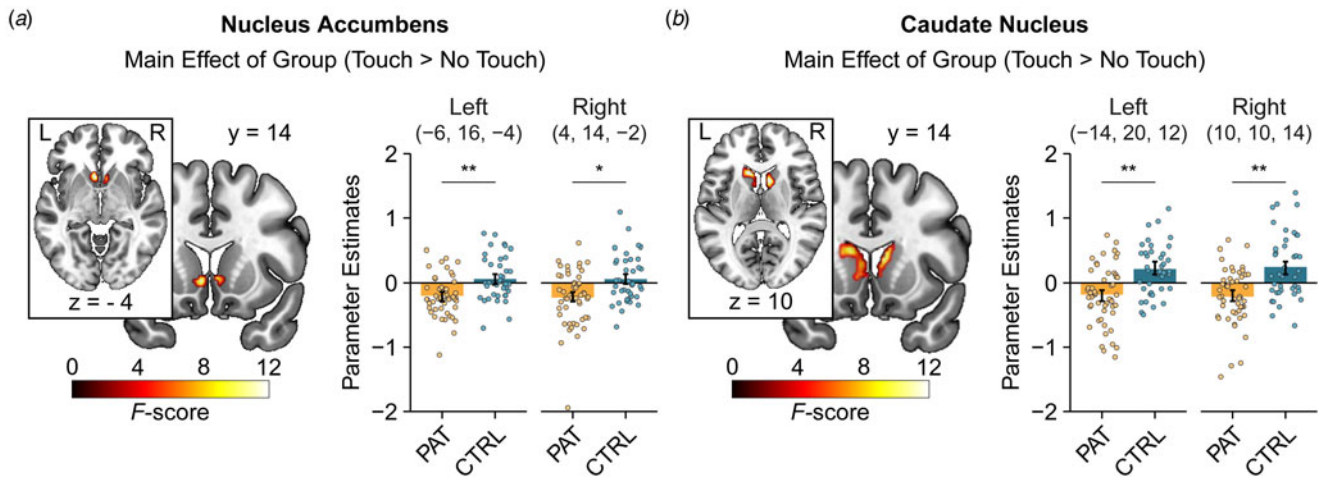 (a)
Nucleus Accumbens
Main Effect of Group (Touch > No Touch)
L R
y = 14
z = - 4
0 4 8 12
F-score
Left Right
(−6, 16, −4) (4, 14, −2)
** *
Parameter Estimates
2
1
0
−1
−2
PAT CTRL PAT CTRL
(b)
Caudate Nucleus
Main Effect of Group (Touch > No Touch)
L R
y = 14
z = 10
0 4 8 12
F-score
Left Right
(−14, 20, 12) (10, 10, 14)
** **
Parameter Estimates
2
1
0
−1
−2
PAT CTRL PAT CTRL